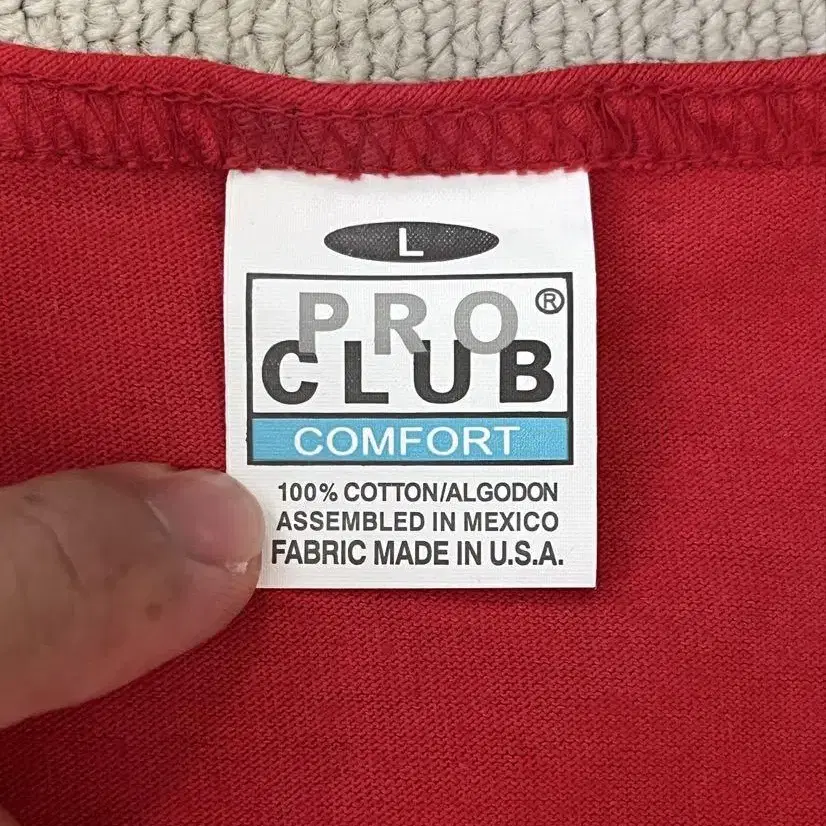 L
PRO®
CLUB
COMFORT
100% COTTON/ALGODON
ASSEMBLED IN MEXICO
FABRIC MADE IN U.S.A.